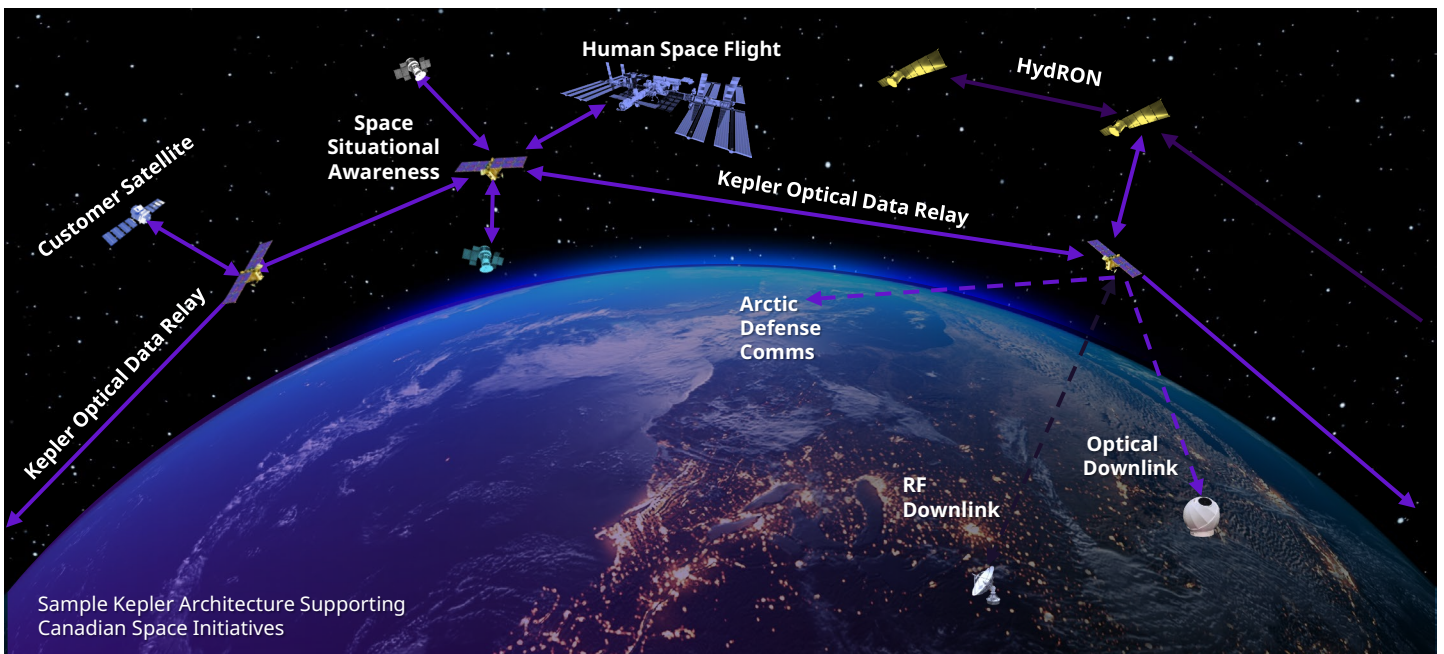 Human Space Flight
HydRON
Space
Situational
Awareness
Customer Satellite
Kepler Optical Data Relay
Kepler Optical Data Relay
Arctic
Defense
Comms
Optical
Downlink
RF
Downlink
Sample Kepler Architecture Supporting
Canadian Space Initiatives